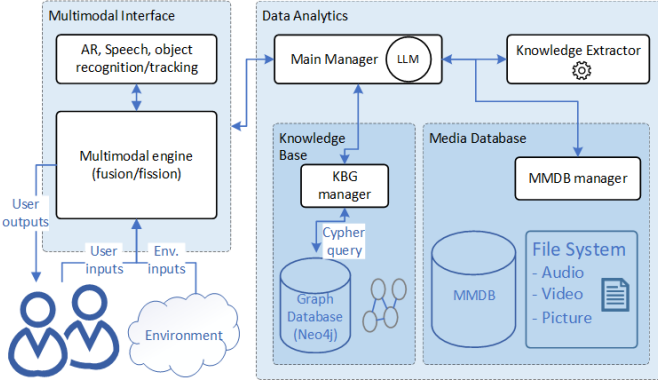 Multimodal Interface
AR, Speech, object
recognition/tracking
Multimodal engine
(fusion/fission)
User
outputs
User
inputs
Env.
inputs
Environment
Data Analytics
Main Manager
LLM
Knowledge Extractor
Knowledge
Base
KBG
manager
Cypher
query
Graph
Database
(Neo4j)
Media Database
MMDB manager
MMDB
File System
- Audio
- Video
- Picture